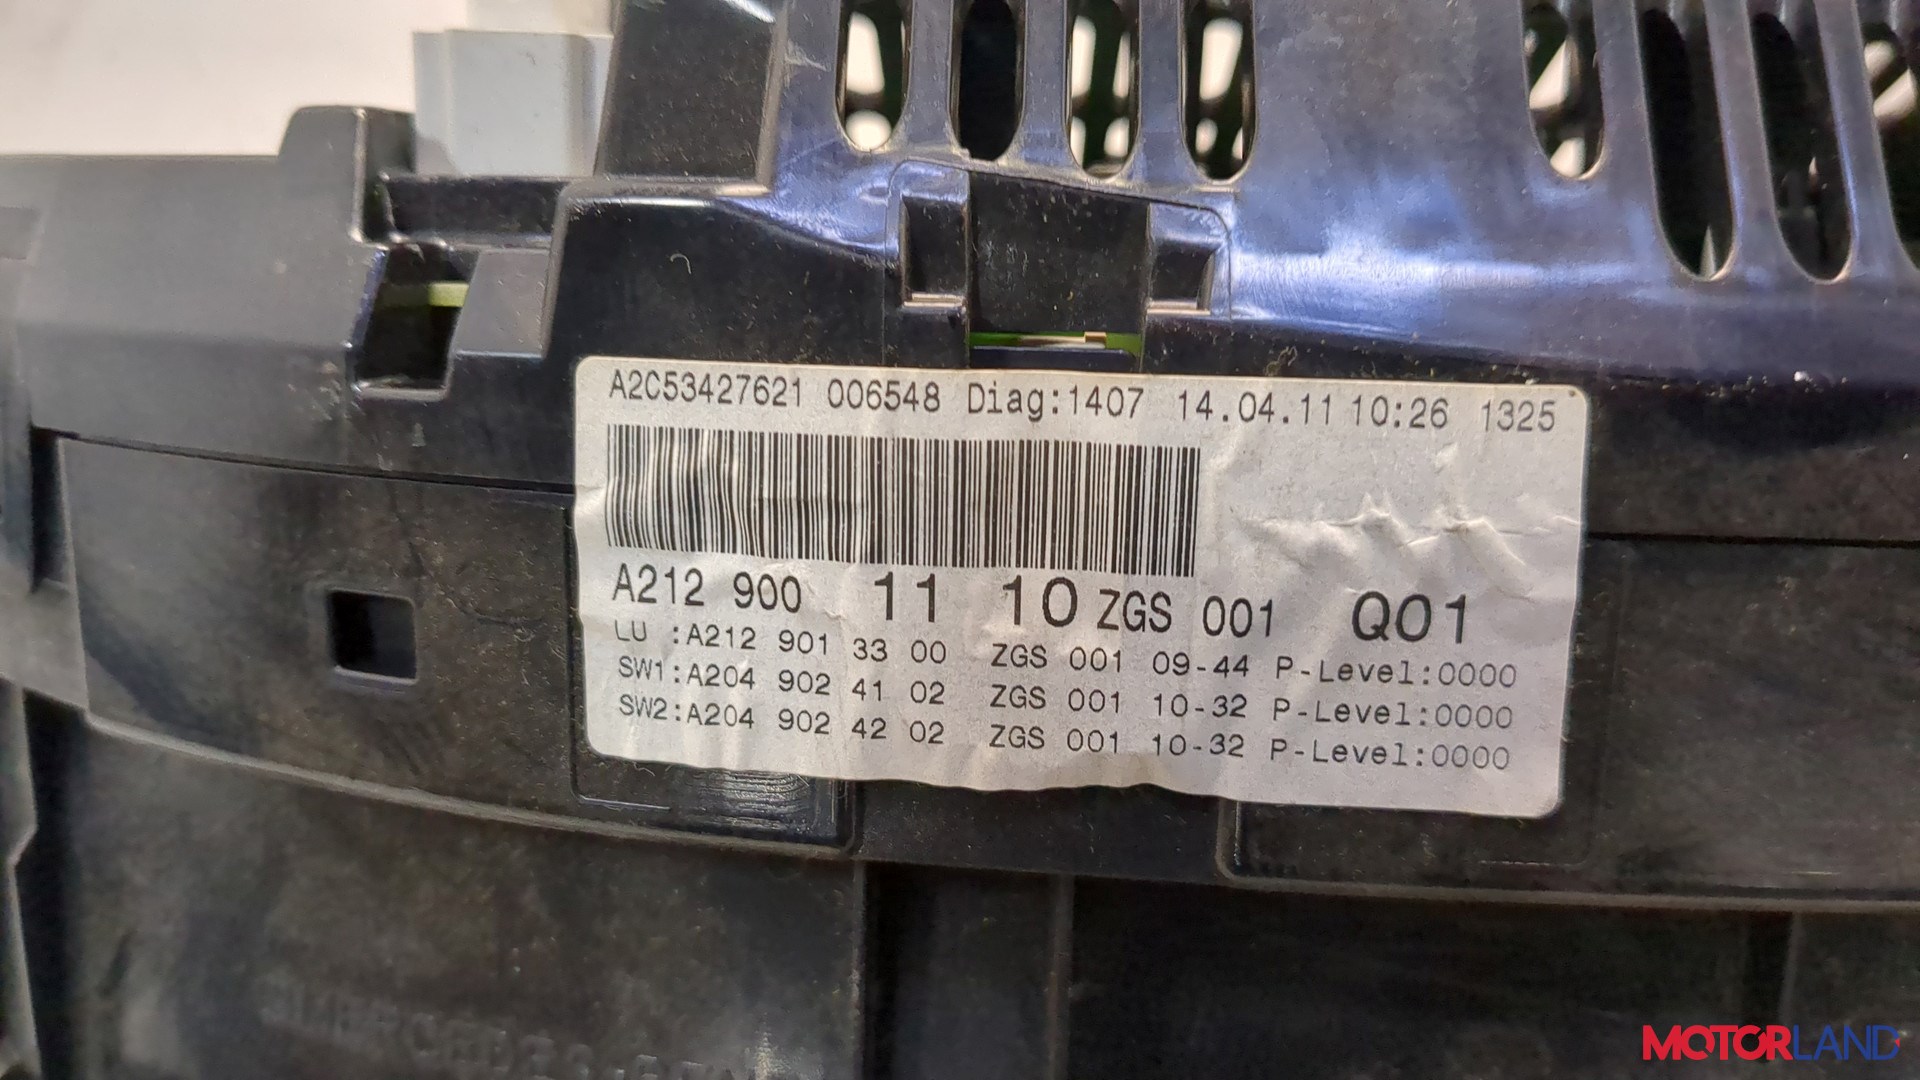 A2C53427621 006548 Diag:1407 14.04.11 10:26 1325
A212 900 11 10 ZGS 001 Q01
LU :A212 901 33 00 ZGS 001 09-44 P-Level:0000
SW1:A204 902 41 02 ZGS 001 10-32 P-Level:0000
SW2:A204 902 42 02 ZGS 001 10-32 P-Level:0000
MOTORLAND